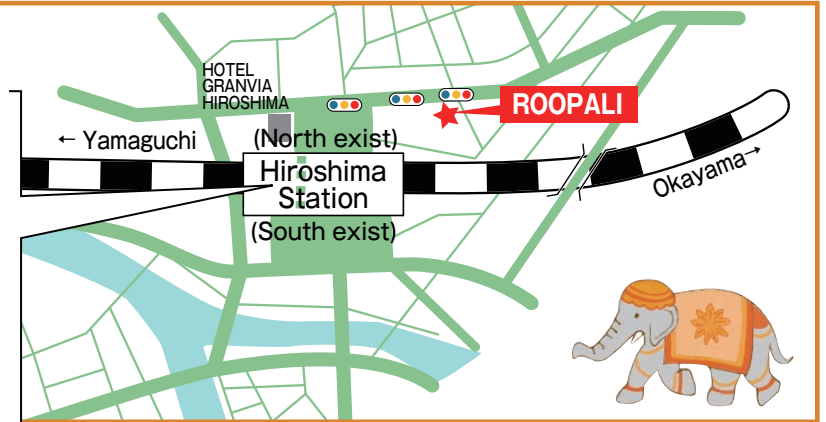 HOTEL
GRANVIA
HIROSHIMA
ROOPALI
← Yamaguchi
(North exist)
Hiroshima
Station
(South exist)
Okayama→